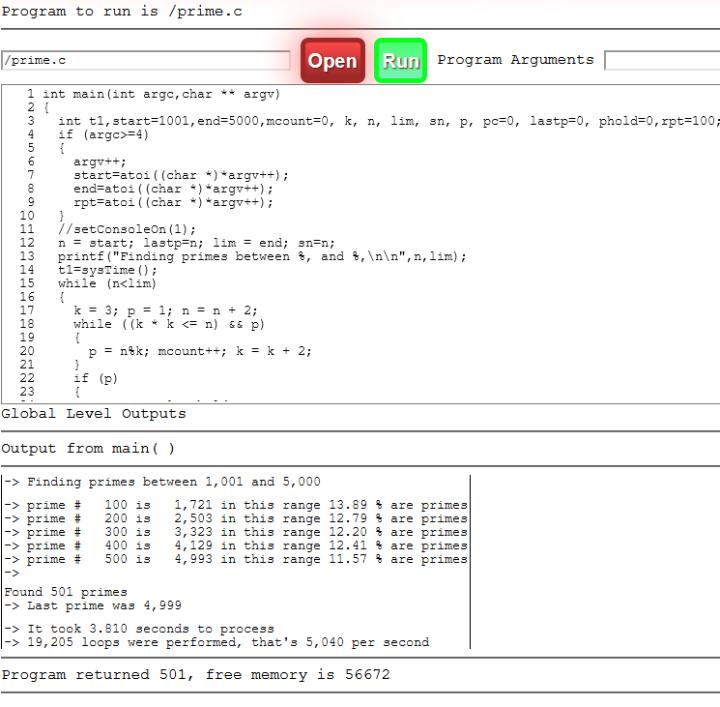 Program to run is /prime.c
/prime.c Open Run Program Arguments
1 int main(int argc,char ** argv)
2 {
3   int t1,start=1001,end=5000,mcount=0, k, n, lim, sn, p, pc=0, lastp=0, phold=0,rpt=100;
4   if (argc>=4)
5   {
6     argv++;
7     start=atoi((char *)*argv++);
8     end=atoi((char *)*argv++);
9     rpt=atoi((char *)*argv++);
10   }
11   //setConsoleOn(1);
12   n = start; lastp=n; lim = end; sn=n;
13   printf("Finding primes between %, and %,\n\n",n,lim);
14   t1=sysTime();
15   while (n<lim)
16   {
17     k = 3; p = 1; n = n + 2;
18     while ((k * k <= n) && p)
19     {
20       p = n%k; mcount++; k = k + 2;
21     }
22     if (p)
23     {
Global Level Outputs
Output from main( )
-> Finding primes between 1,001 and 5,000
-> prime #   100 is   1,721 in this range 13.89 % are primes
-> prime #   200 is   2,503 in this range 12.79 % are primes
-> prime #   300 is   3,323 in this range 12.20 % are primes
-> prime #   400 is   4,129 in this range 12.41 % are primes
-> prime #   500 is   4,993 in this range 11.57 % are primes
->
Found 501 primes
-> Last prime was 4,999
-> It took 3.810 seconds to process
-> 19,205 loops were performed, that's 5,040 per second
Program returned 501, free memory is 56672